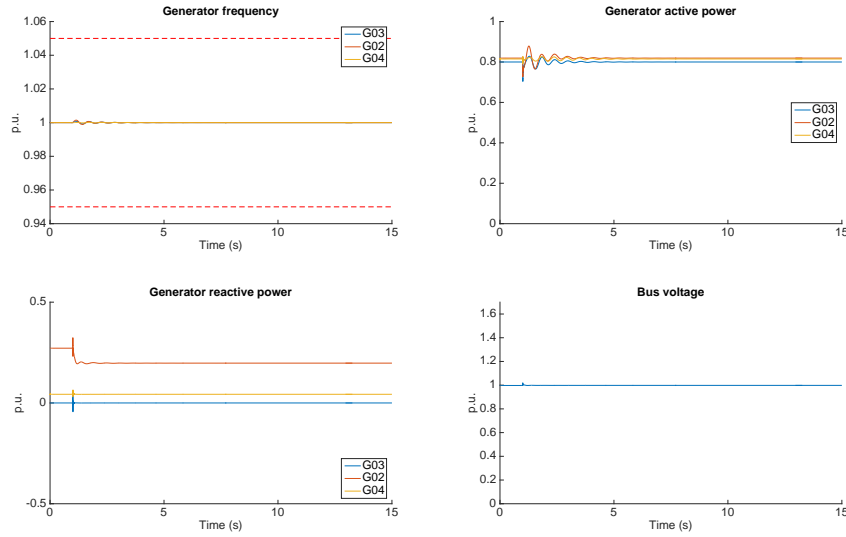 Generator frequency
1.06
1.04
1.02
1
0.98
0.96
0.94
p.u.
0
5
10
15
Time (s)
G03
G02
G04
Generator active power
1
0.8
0.6
0.4
0.2
0
p.u.
0
5
10
15
Time (s)
G03
G02
G04
Generator reactive power
0.5
0
-0.5
p.u.
0
5
10
15
Time (s)
G03
G02
G04
Bus voltage
1.6
1.4
1.2
1
0.8
0.6
0.4
0.2
0
p.u.
0
5
10
15
Time (s)